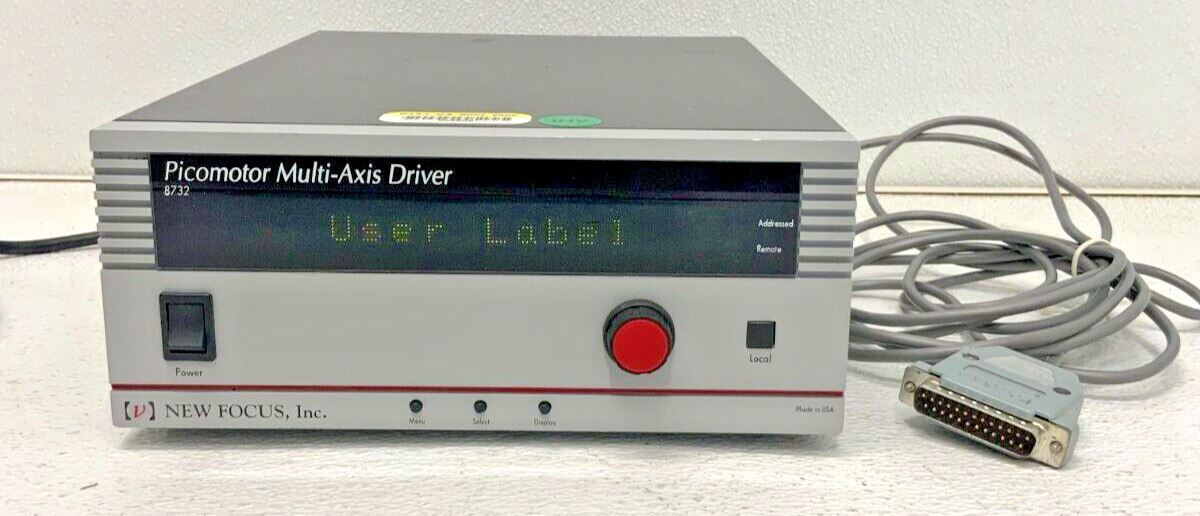 AHI
Picomotor Multi-Axis Driver
8732
User Label
Addressed
Remote
Power
Local
[ν] NEW FOCUS, Inc.
Menu
Select
Display
Made in USA